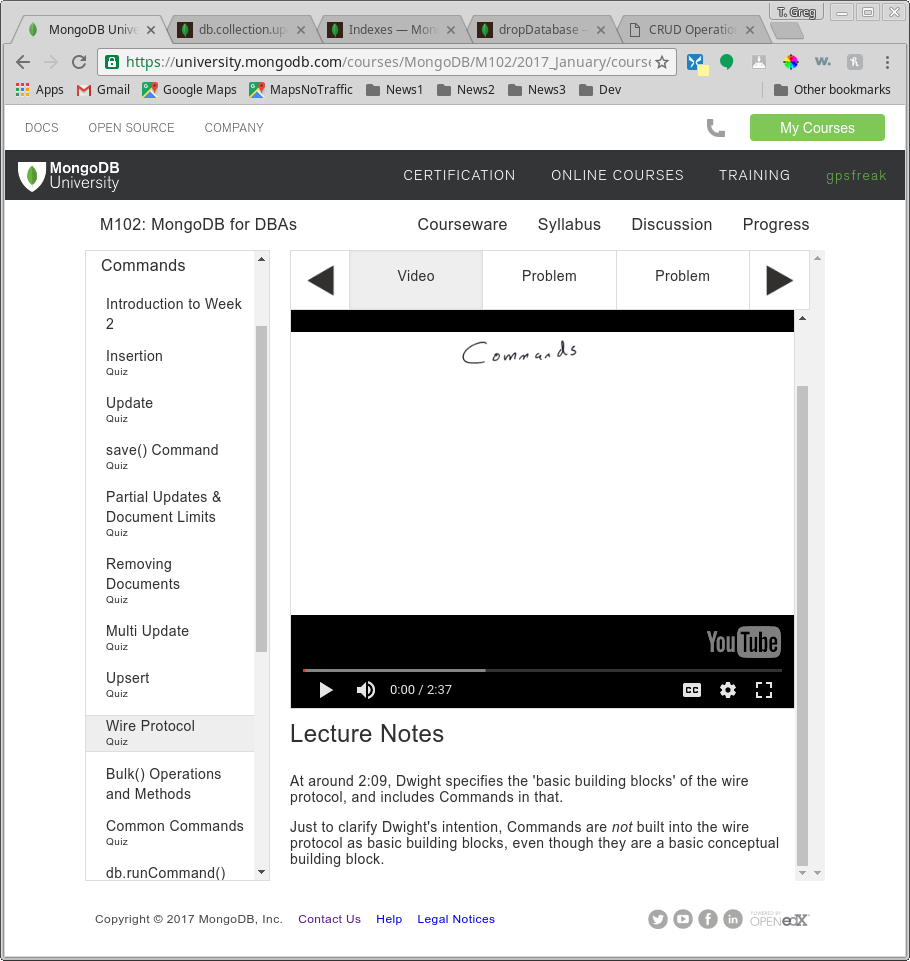 T. Greg
MongoDB Unive
db.collection.up
Indexes — Mon
dropDatabase –
CRUD Operatio
https://university.mongodb.com/courses/MongoDB/M102/2017_January/course
Apps
Gmail
Google Maps
MapsNoTraffic
News1
News2
News3
Dev
Other bookmarks
DOCS
OPEN SOURCE
COMPANY
My Courses
MongoDB
University
CERTIFICATION
ONLINE COURSES
TRAINING
gpsfreak
M102: MongoDB for DBAs
Courseware
Syllabus
Discussion
Progress
Commands
Introduction to Week
2
Insertion
Quiz
Update
Quiz
save() Command
Quiz
Partial Updates &
Document Limits
Quiz
Removing
Documents
Quiz
Multi Update
Quiz
Upsert
Quiz
Wire Protocol
Quiz
Bulk() Operations
and Methods
Common Commands
Quiz
db.runCommand()
Video
Problem
Problem
Commands
YouTube
0:00 / 2:37
CC
Lecture Notes
At around 2:09, Dwight specifies the 'basic building blocks' of the wire
protocol, and includes Commands in that.
Just to clarify Dwight's intention, Commands are not built into the wire
protocol as basic building blocks, even though they are a basic conceptual
building block.
Copyright © 2017 MongoDB, Inc.
Contact Us
Help
Legal Notices
POWERED BY
OPEN edX